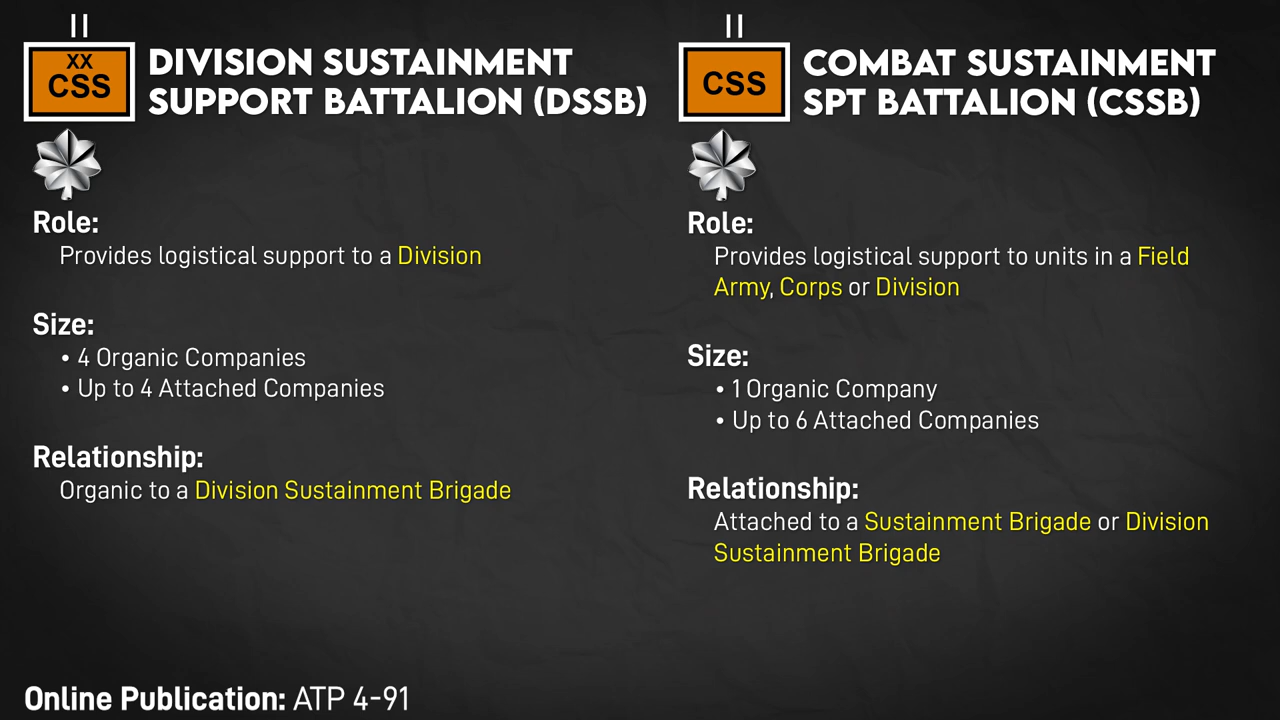 II
XX
CSS
DIVISION SUSTAINMENT
SUPPORT BATTALION (DSSB)
Role:
Provides logistical support to a Division
Size:
• 4 Organic Companies
• Up to 4 Attached Companies
Relationship:
Organic to a Division Sustainment Brigade
II
CSS
COMBAT SUSTAINMENT
SPT BATTALION (CSSB)
Role:
Provides logistical support to units in a Field
Army, Corps or Division
Size:
• 1 Organic Company
• Up to 6 Attached Companies
Relationship:
Attached to a Sustainment Brigade or Division
Sustainment Brigade
Online Publication: ATP 4-91